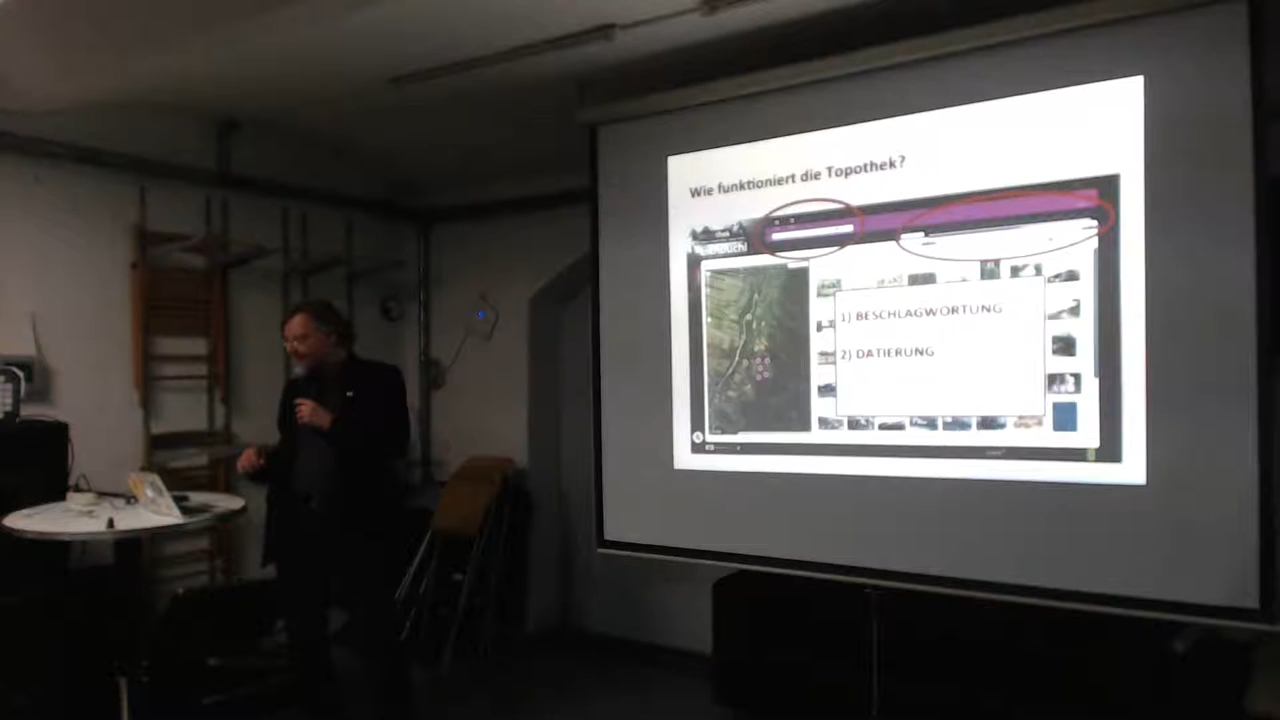 Wie funktioniert die Topothek?
1) BESCHLAGWORTUNG
2) DATIERUNG